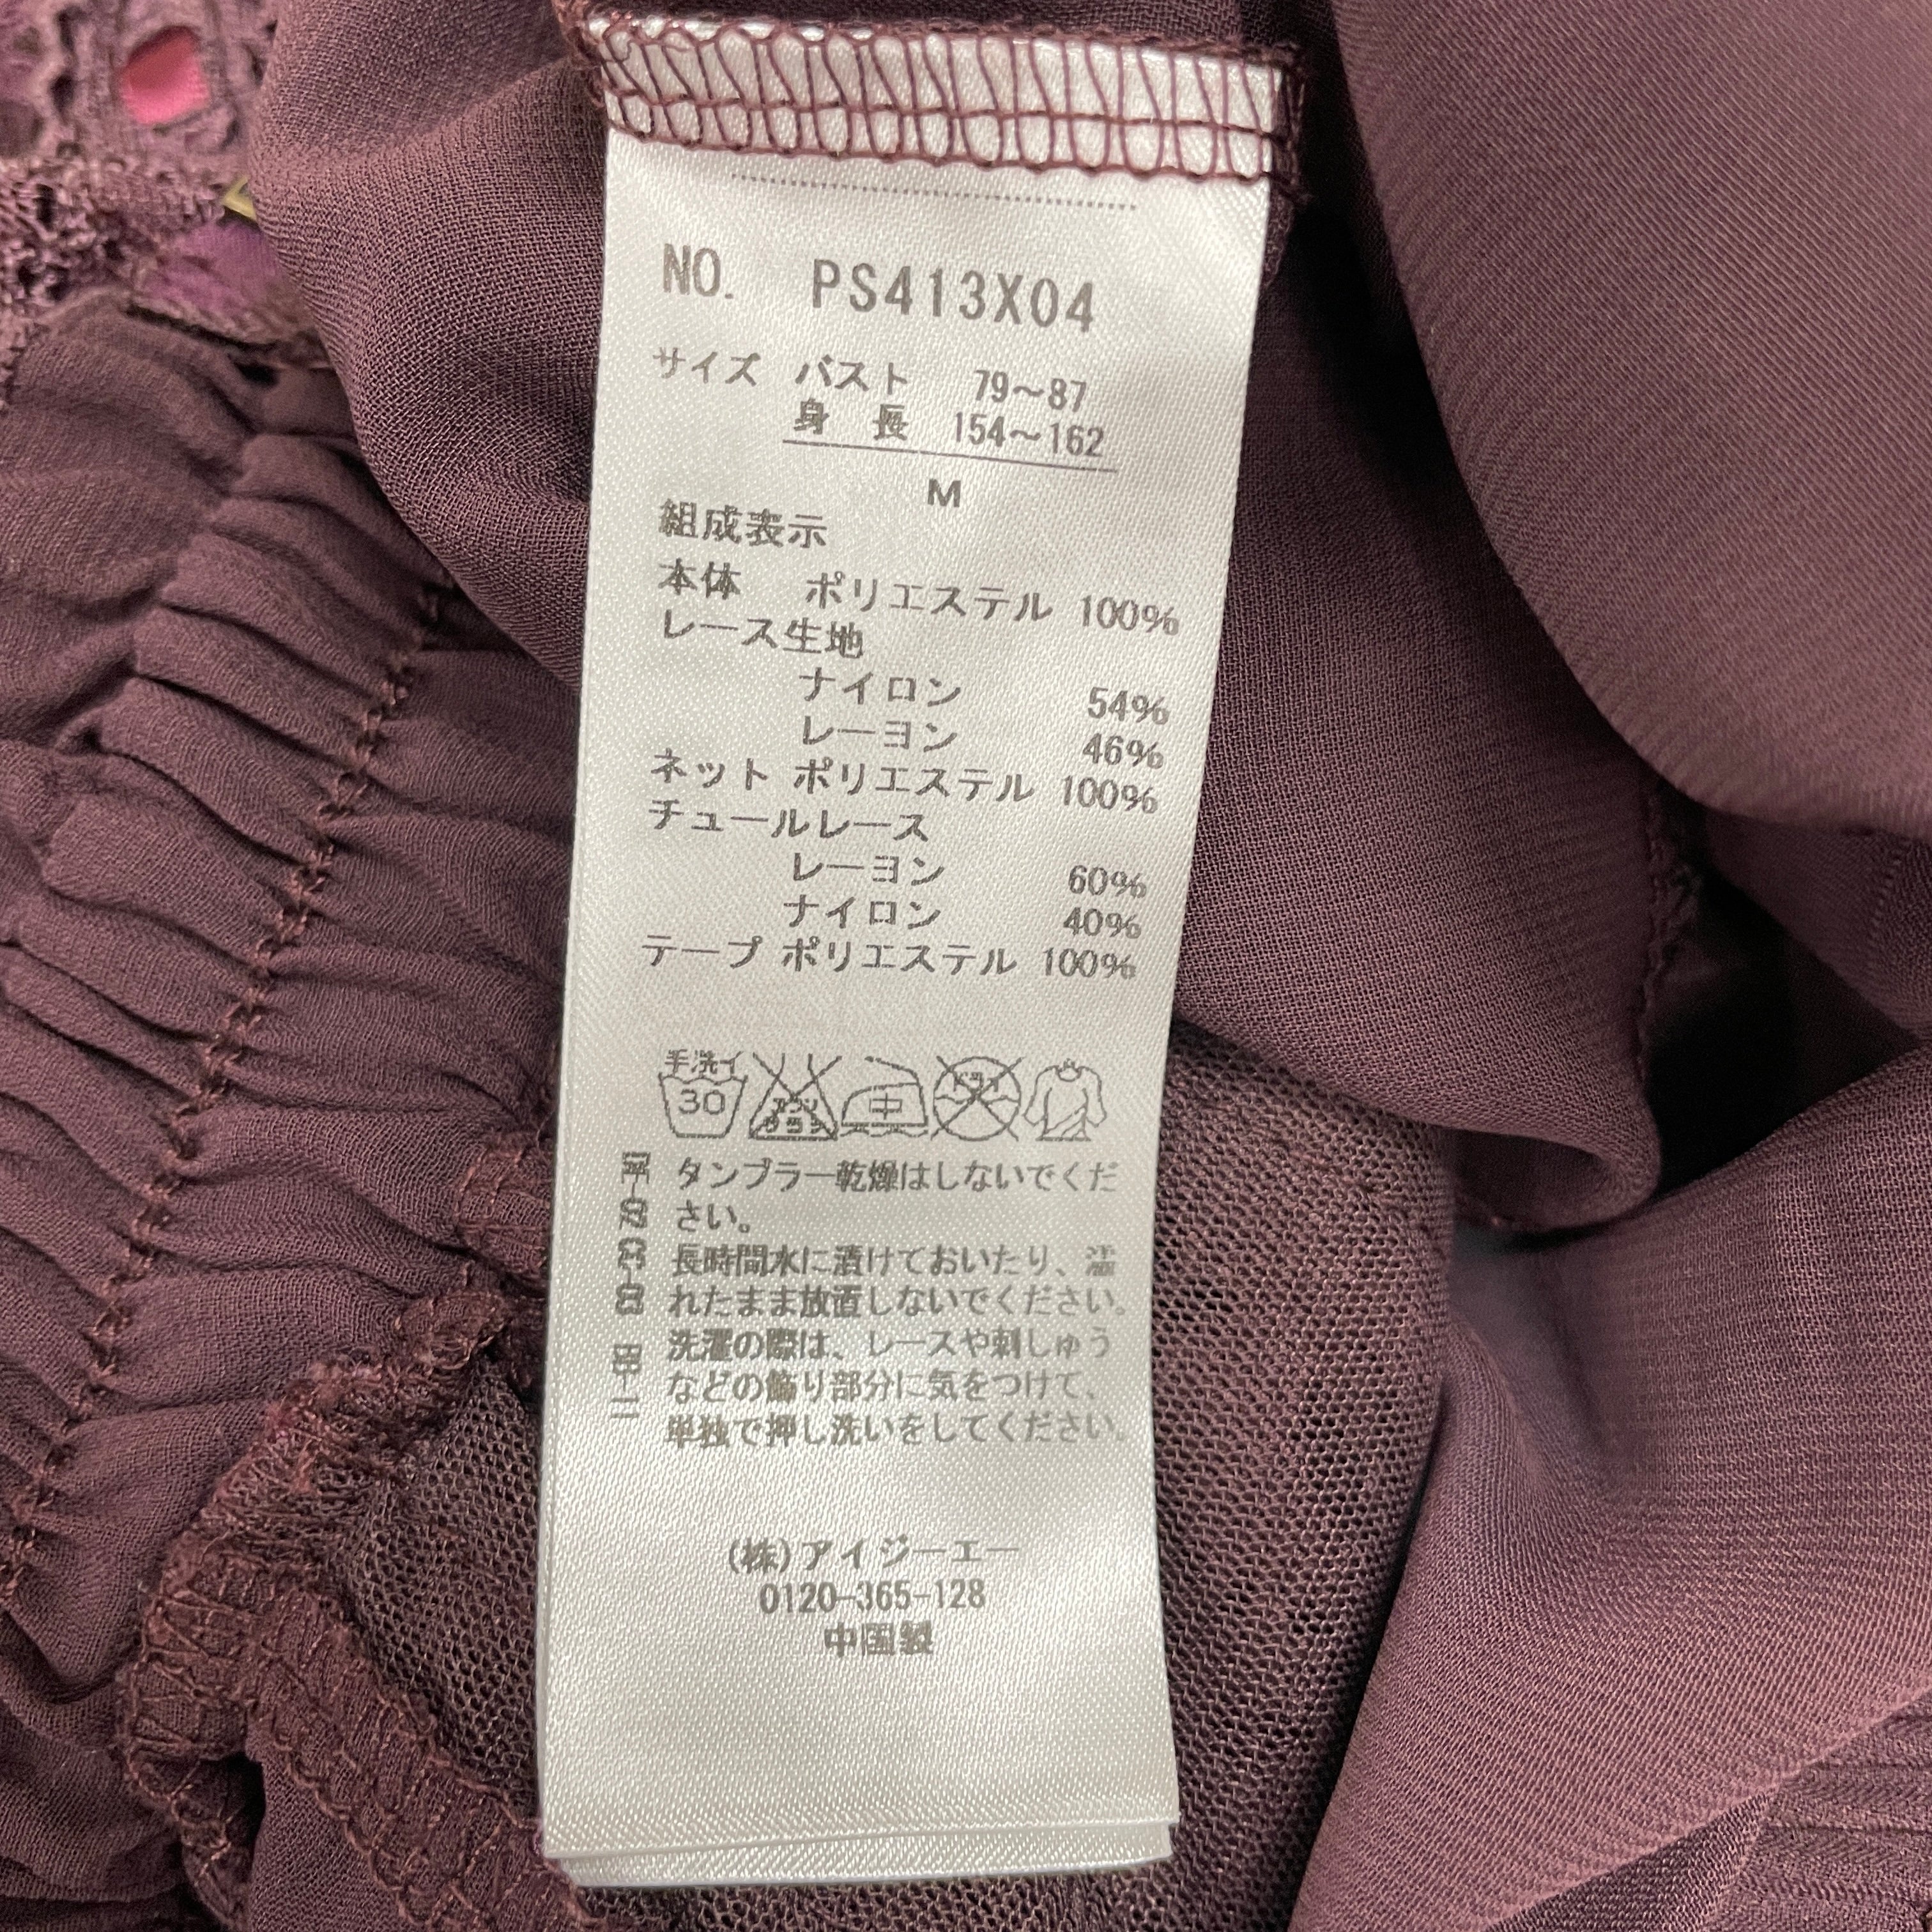 NO. PS413X04
サイズ バスト 79～87
身長 154～162
M
組成表示
本体 ポリエステル 100%
レース生地
ナイロン 54%
レーヨン 46%
ネット ポリエステル 100%
チュールレース
レーヨン 60%
ナイロン 40%
テープ ポリエステル 100%
手洗イ
30
エンソ
サラシ
中
ドライ
タンブラー乾燥はしないでくだ
さい。
長時間水に漬けておいたり、濡
れたまま放置しないでください。
洗濯の際は、レースや刺しゅう
などの飾り部分に気をつけて、
単独で押し洗いをしてください。
(株)アイジーエー
0120-365-128
中国製